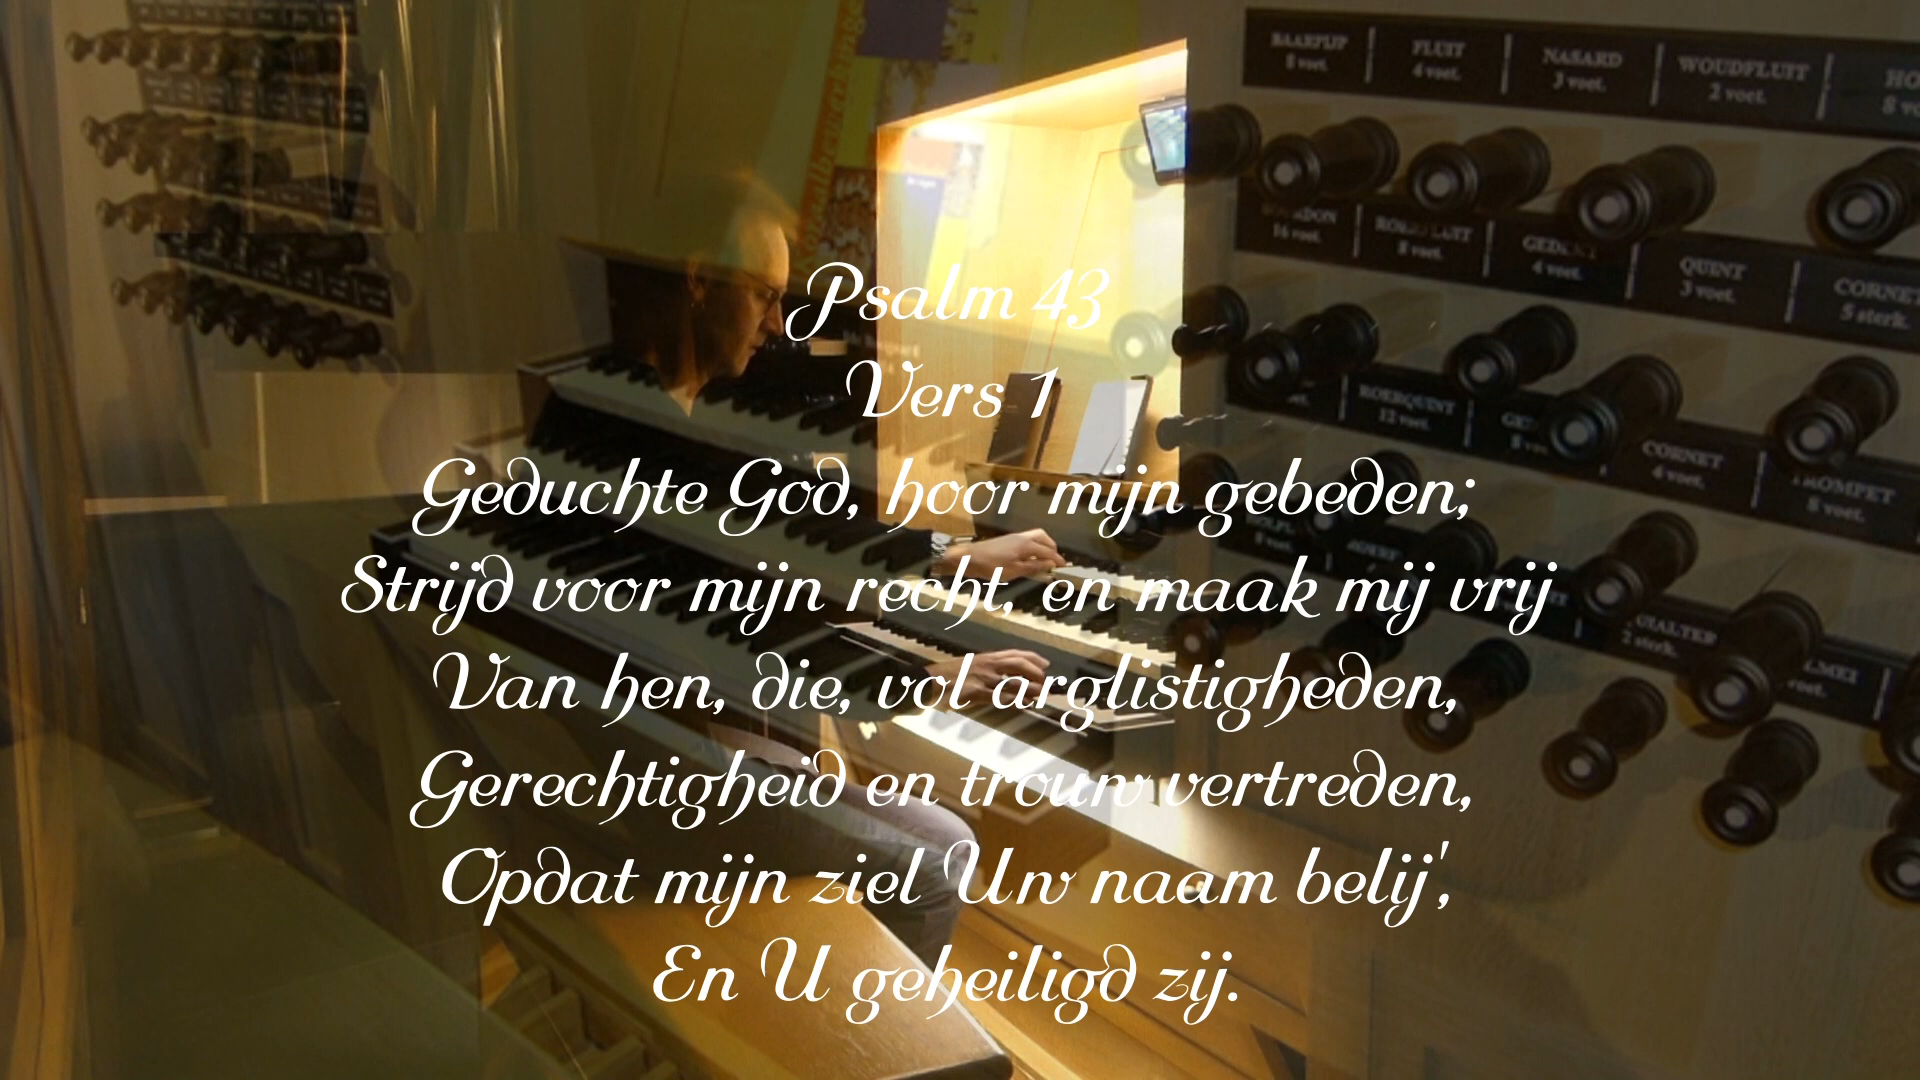 BAARPIJP 8 voet.
FLUIT 4 voet.
NASARD 3 voet.
WOUDFLUIT 2 voet.
16 voet.
8 voet.
4 voet.
QUINT 3 voet.
CORNET 5 sterk.
Psalm 43
Vers 1
ROERQUINT 12 voet.
CORNET 4 voet.
8 voet.
Geduchte God, hoor mijn gebeden;
Strijd voor mijn recht, en maak mij vrij
Van hen, die, vol arglistigheden,
Gerechtigheid en trouw vertreden,
Opdat mijn ziel Uw naam belij',
En U geheiligd zij.
2 sterk.